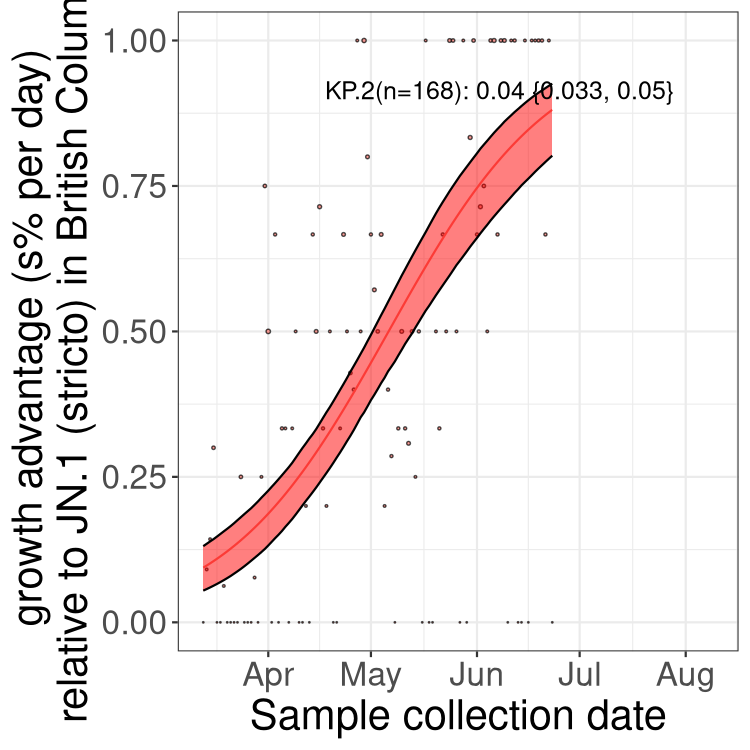 growth advantage (s% per day)
relative to JN.1 (stricto) in British Colum
1.00
0.75
0.50
0.25
0.00
KP.2(n=168): 0.04 {0.033, 0.05}
Apr May Jun Jul Aug
Sample collection date